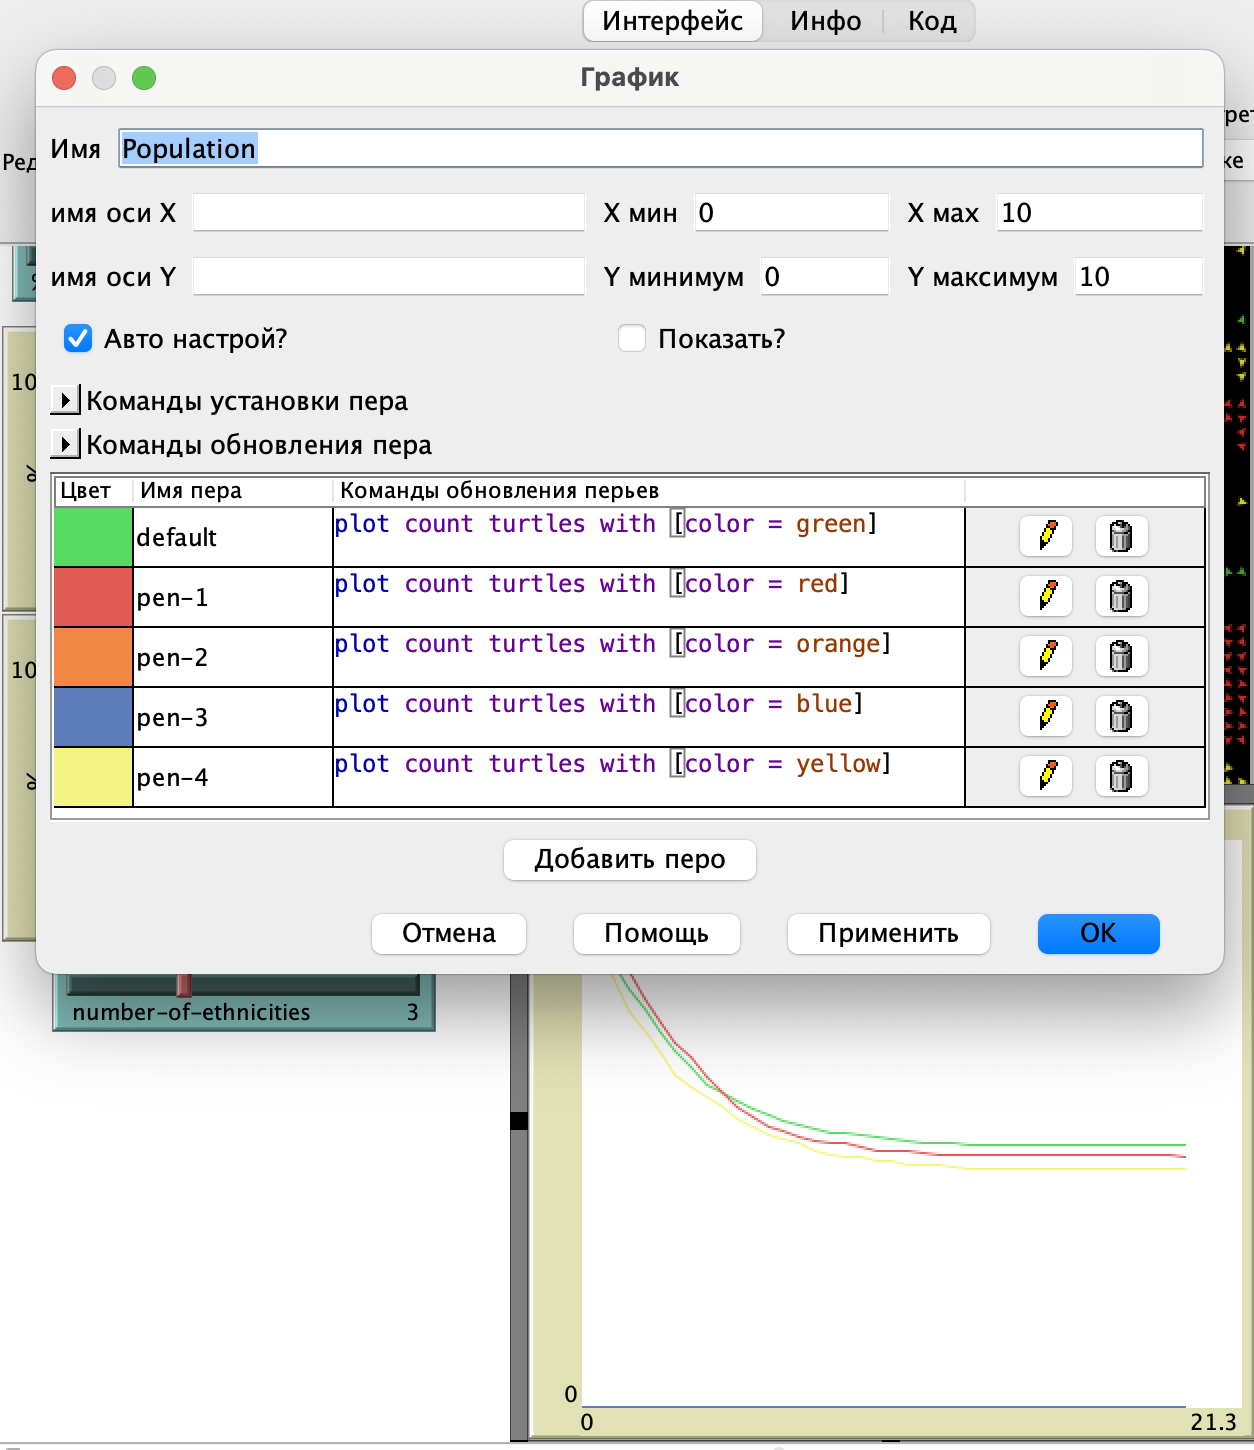 Интерфейс Инфо Код
График
Имя Population
Ред
ке
имя оси X X мин 0 X мах 10
имя оси Y Y минимум 0 Y максимум 10
Авто настрой? Показать?
10
Команды установки пера
Команды обновления пера
%
Цвет Имя пера Команды обновления перьев
default plot count turtles with [color = green]
pen-1 plot count turtles with [color = red]
pen-2 plot count turtles with [color = orange]
10
pen-3 plot count turtles with [color = blue]
pen-4 plot count turtles with [color = yellow]
%
Добавить перо
Отмена Помощь Применить OK
number-of-ethnicities 3
0
0 21.3